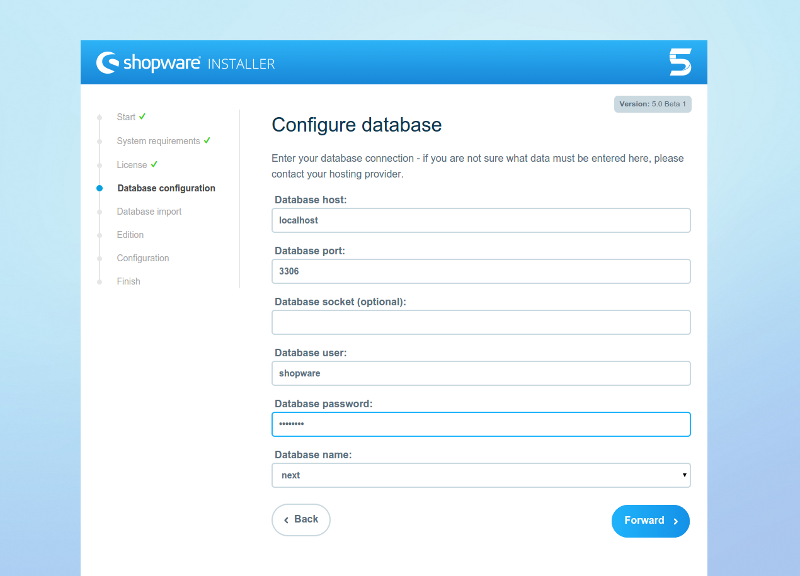 shopware INSTALLER
5
Version: 5.0 Beta 1
Start
System requirements
License
Database configuration
Database import
Edition
Configuration
Finish
Configure database
Enter your database connection - if you are not sure what data must be entered here, please
contact your hosting provider.
Database host:
localhost
Database port:
3306
Database socket (optional):
Database user:
shopware
Database password:
••••••••
Database name:
next
Back
Forward